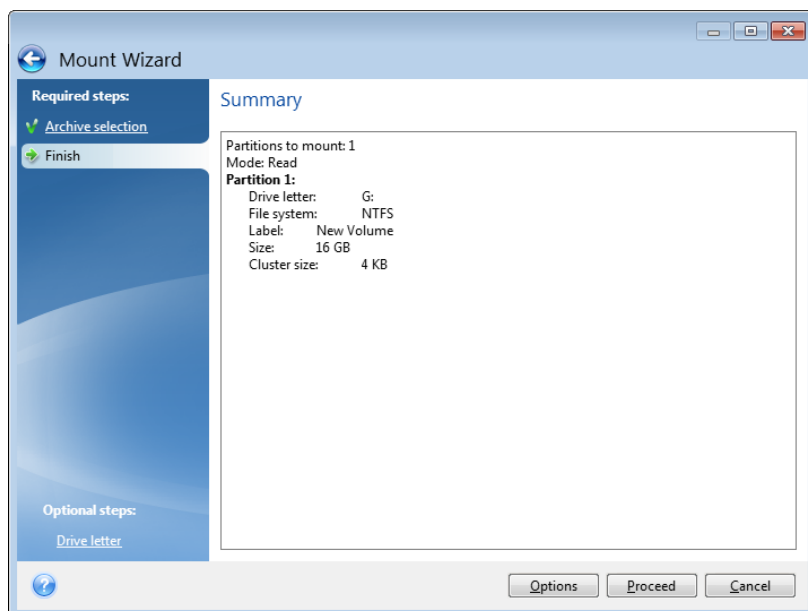 Mount Wizard
Required steps:
Archive selection
Finish
Optional steps:
Drive letter
Summary
Partitions to mount: 1
Mode: Read
Partition 1:
Drive letter: G:
File system: NTFS
Label: New Volume
Size: 16 GB
Cluster size: 4 KB
?
Options Proceed Cancel